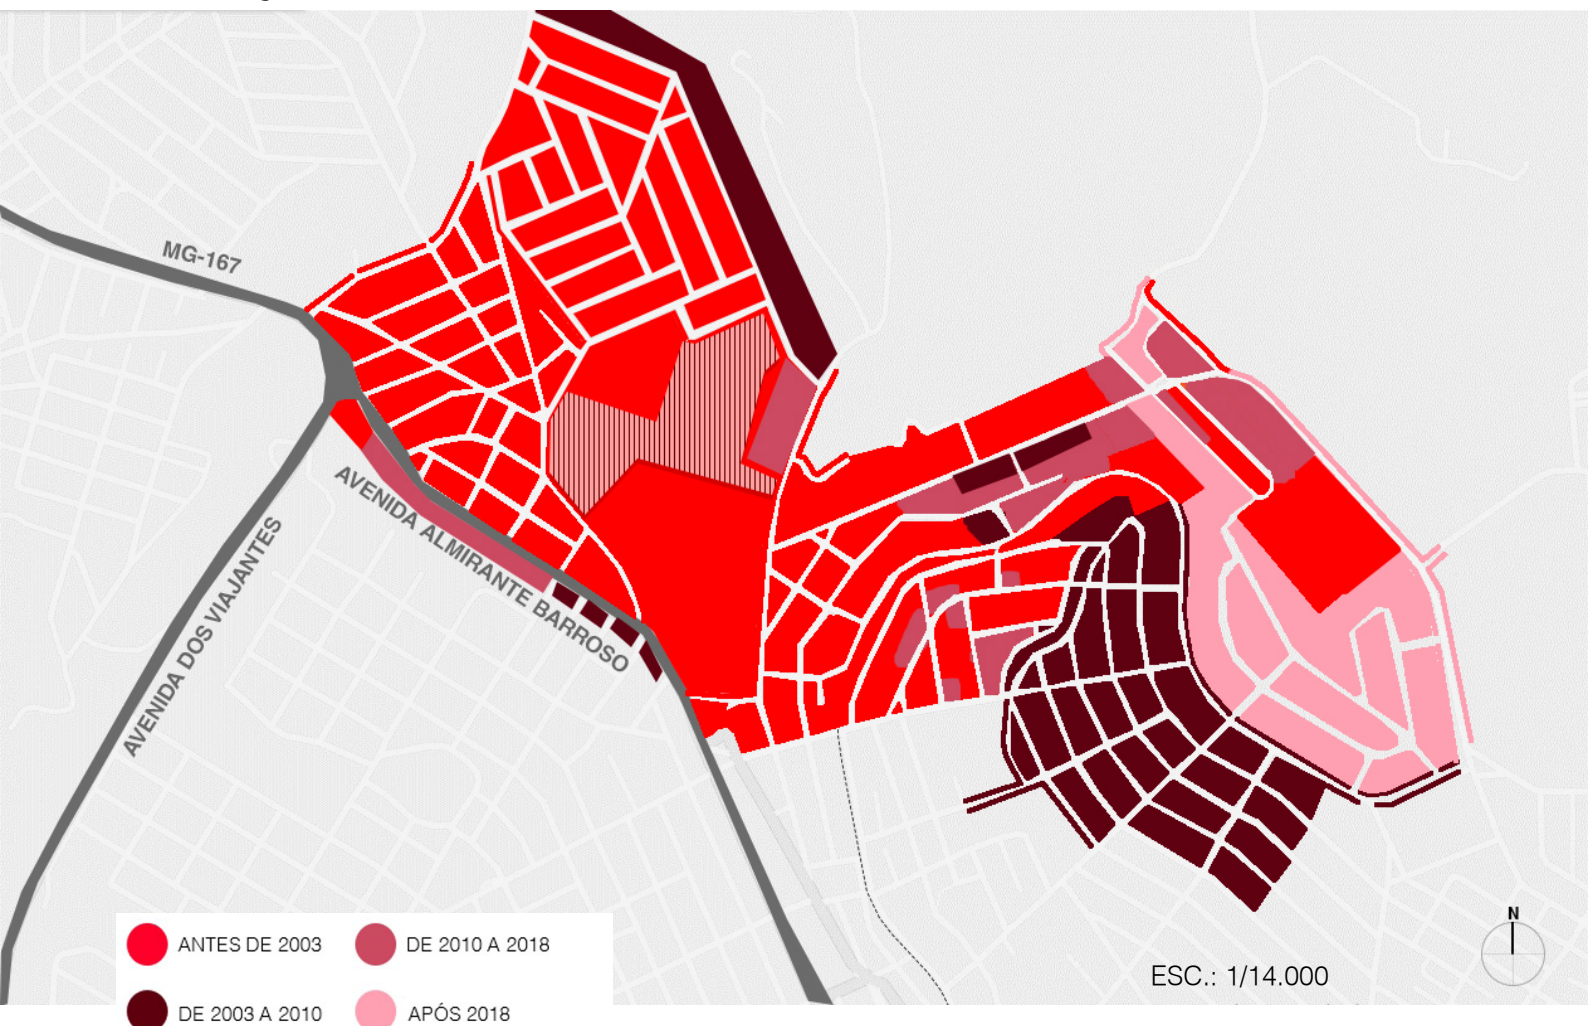 MG-167
AVENIDA ALMIRANTE BARROSO
AVENIDA DOS VIAJANTES
ANTES DE 2003
DE 2010 A 2018
DE 2003 A 2010
APÓS 2018
N
ESC.: 1/14.000